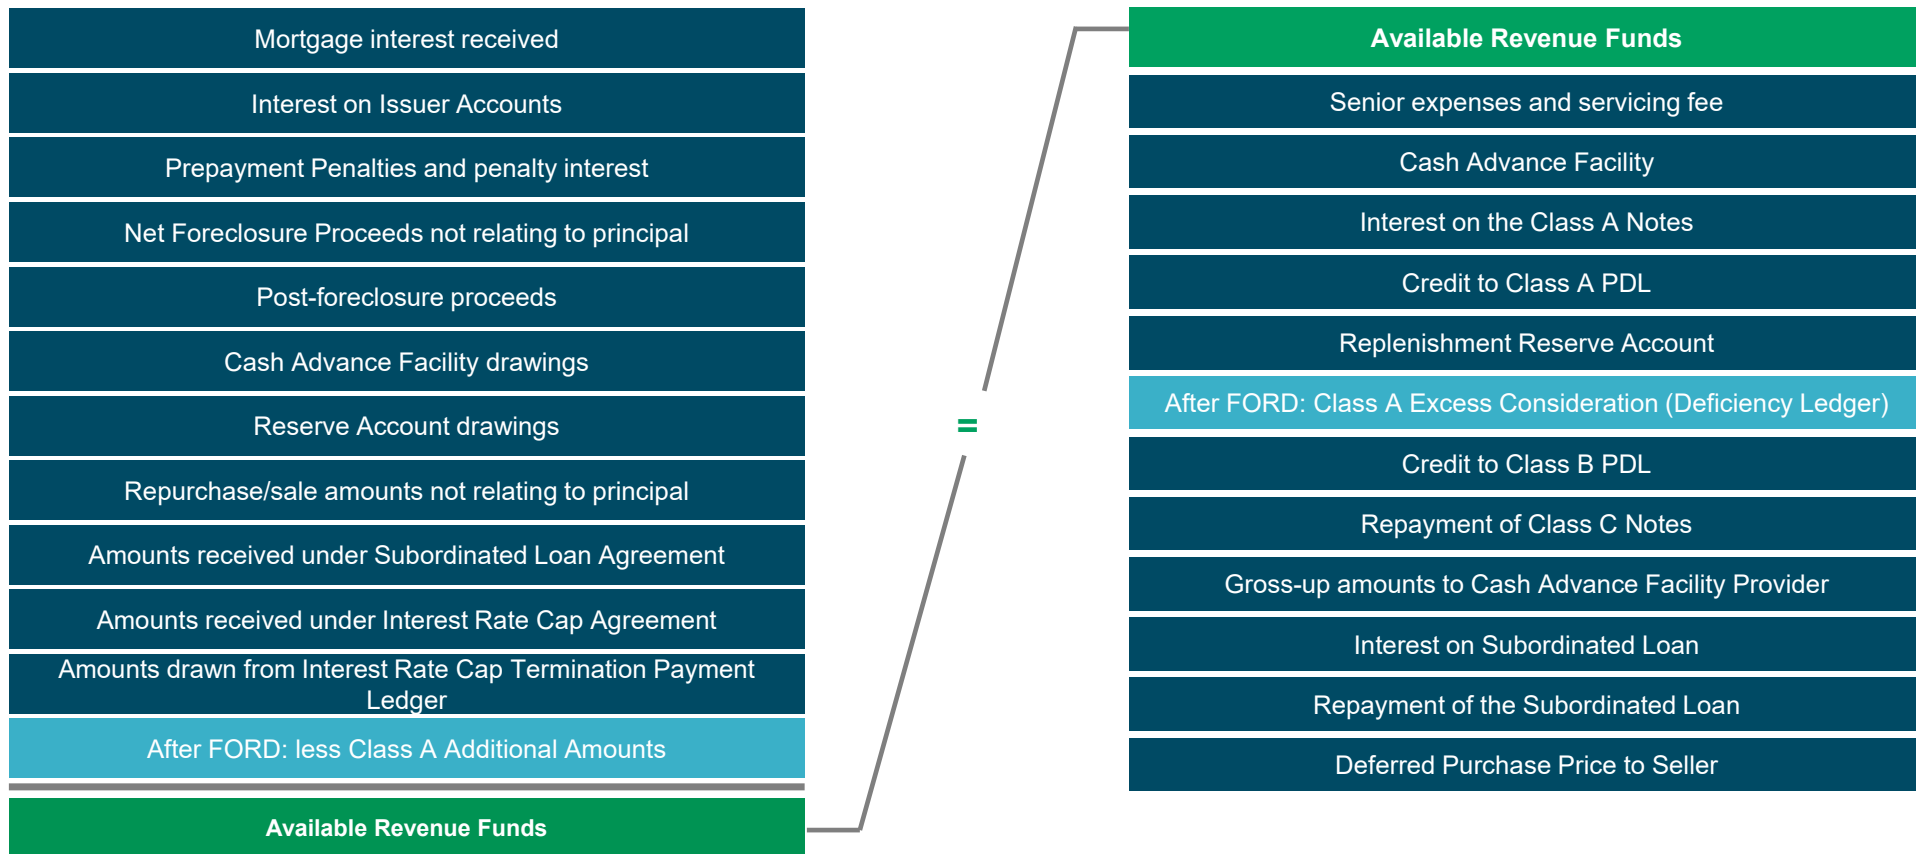 Mortgage interest received
Interest on Issuer Accounts
Prepayment Penalties and penalty interest
Net Foreclosure Proceeds not relating to principal
Post-foreclosure proceeds
Cash Advance Facility drawings
Reserve Account drawings
Repurchase/sale amounts not relating to principal
Amounts received under Subordinated Loan Agreement
Amounts received under Interest Rate Cap Agreement
Amounts drawn from Interest Rate Cap Termination Payment
Ledger
After FORD: less Class A Additional Amounts
Available Revenue Funds
=
Available Revenue Funds
Senior expenses and servicing fee
Cash Advance Facility
Interest on the Class A Notes
Credit to Class A PDL
Replenishment Reserve Account
After FORD: Class A Excess Consideration (Deficiency Ledger)
Credit to Class B PDL
Repayment of Class C Notes
Gross-up amounts to Cash Advance Facility Provider
Interest on Subordinated Loan
Repayment of the Subordinated Loan
Deferred Purchase Price to Seller